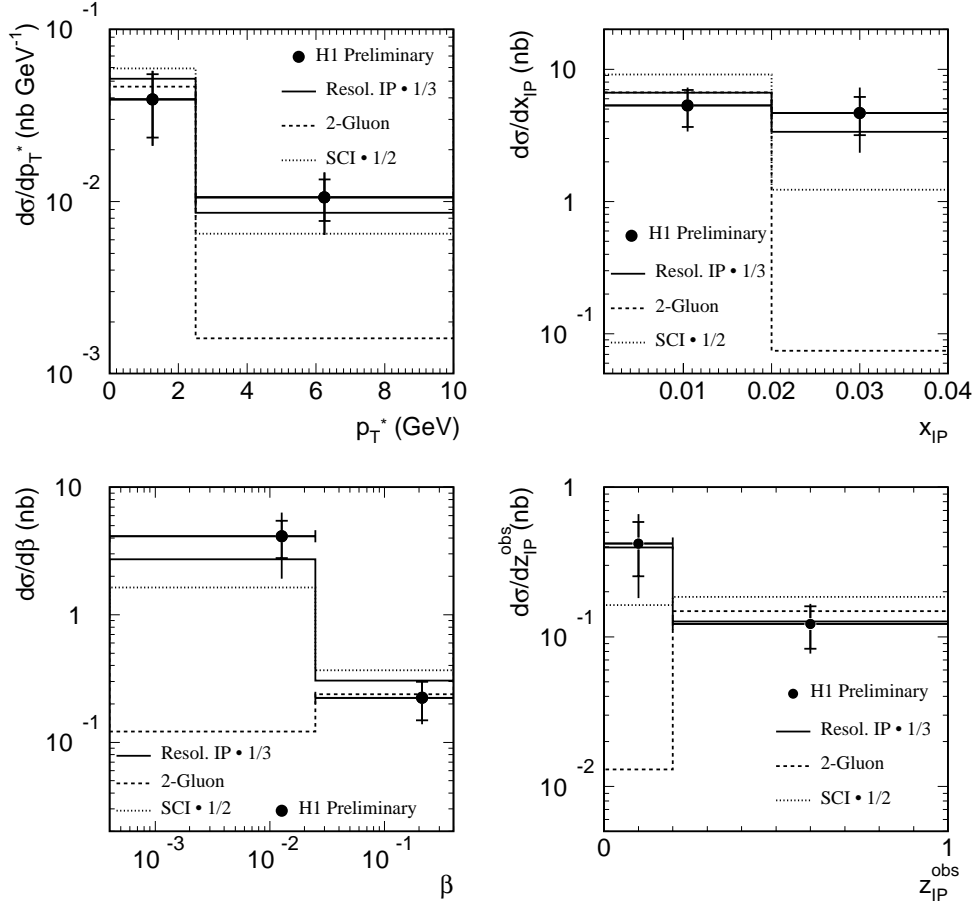 dσ/dp_T^* (nb GeV^-1)
10^-1
10^-2
10^-3
H1 Preliminary
Resol. IP • 1/3
2-Gluon
SCI • 1/2
0 2 4 6 8 10
p_T^* (GeV)
dσ/dx_IP (nb)
10
1
10^-1
H1 Preliminary
Resol. IP • 1/3
2-Gluon
SCI • 1/2
0.01 0.02 0.03 0.04
x_IP
dσ/dβ (nb)
10
1
10^-1
Resol. IP • 1/3
2-Gluon
SCI • 1/2
H1 Preliminary
10^-3 10^-2 10^-1
β
dσ/dz_IP^obs (nb)
1
10^-1
10^-2
H1 Preliminary
Resol. IP • 1/3
2-Gluon
SCI • 1/2
0 1
z_IP^obs